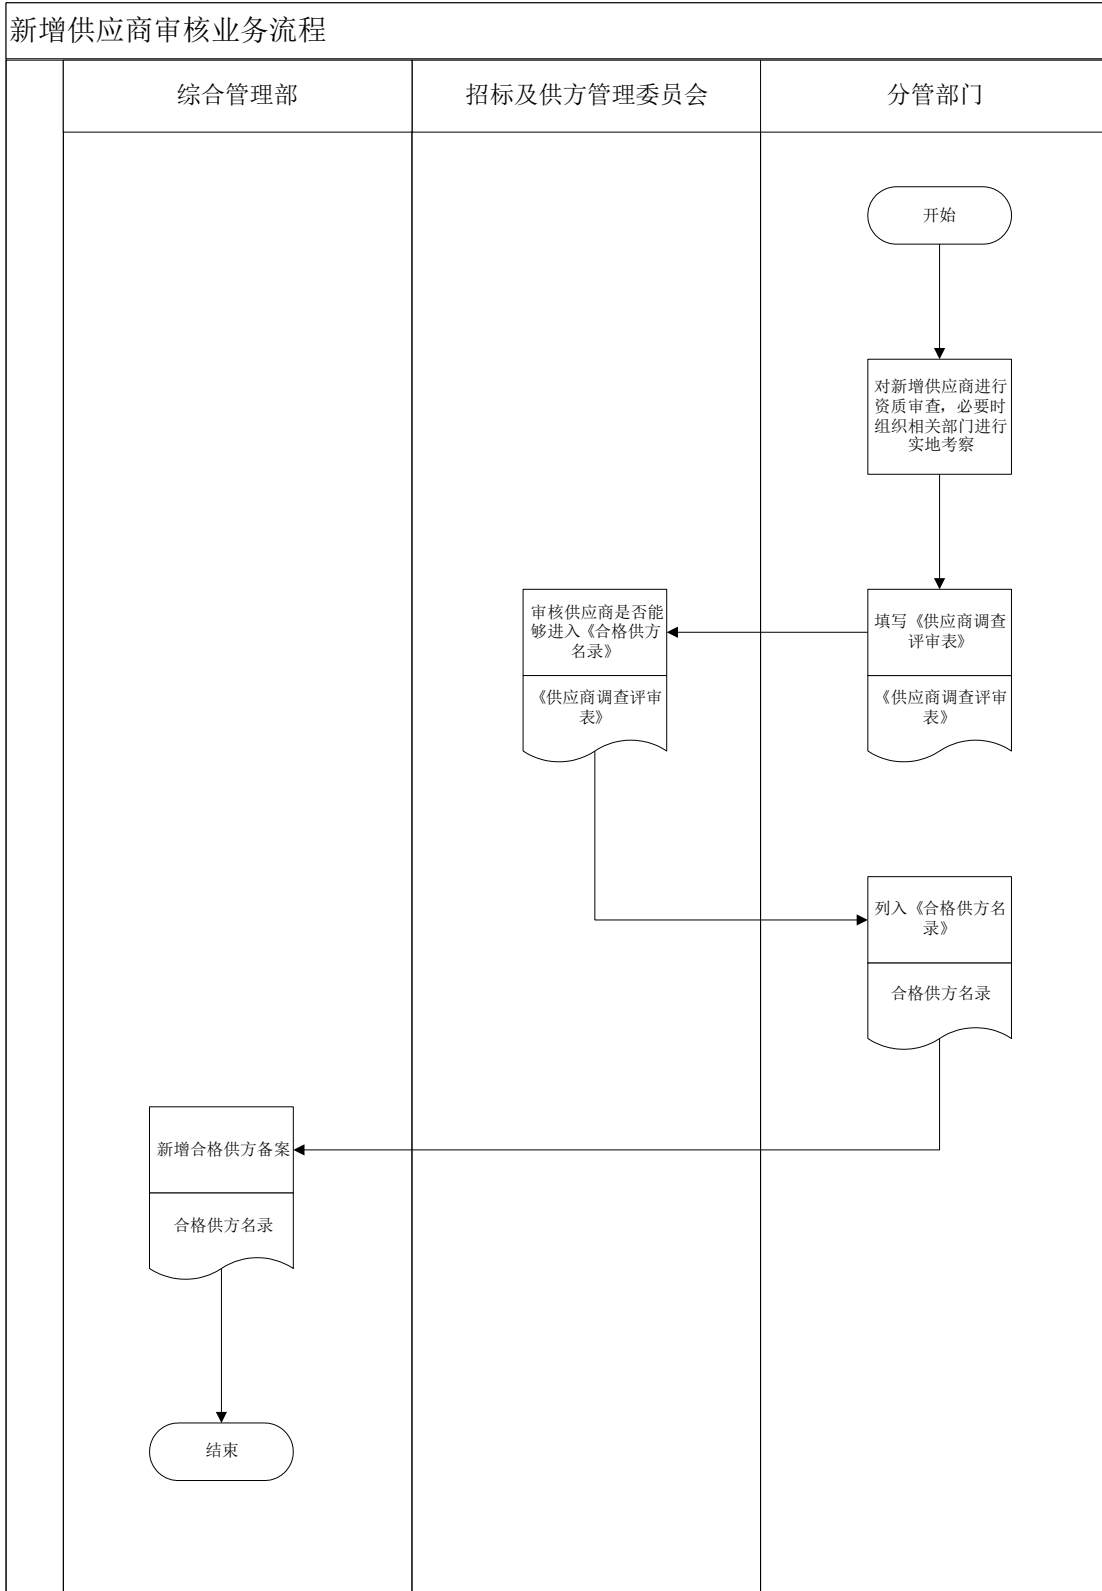 新增供应商审核业务流程
综合管理部
招标及供方管理委员会
分管部门
开始
对新增供应商进行
资质审查，必要时
组织相关部门进行
实地考察
填写《供应商调查
评审表》
《供应商调查评审
表》
审核供应商是否能
够进入《合格供方
名录》
《供应商调查评审
表》
列入《合格供方名
录》
合格供方名录
新增合格供方备案
合格供方名录
结束